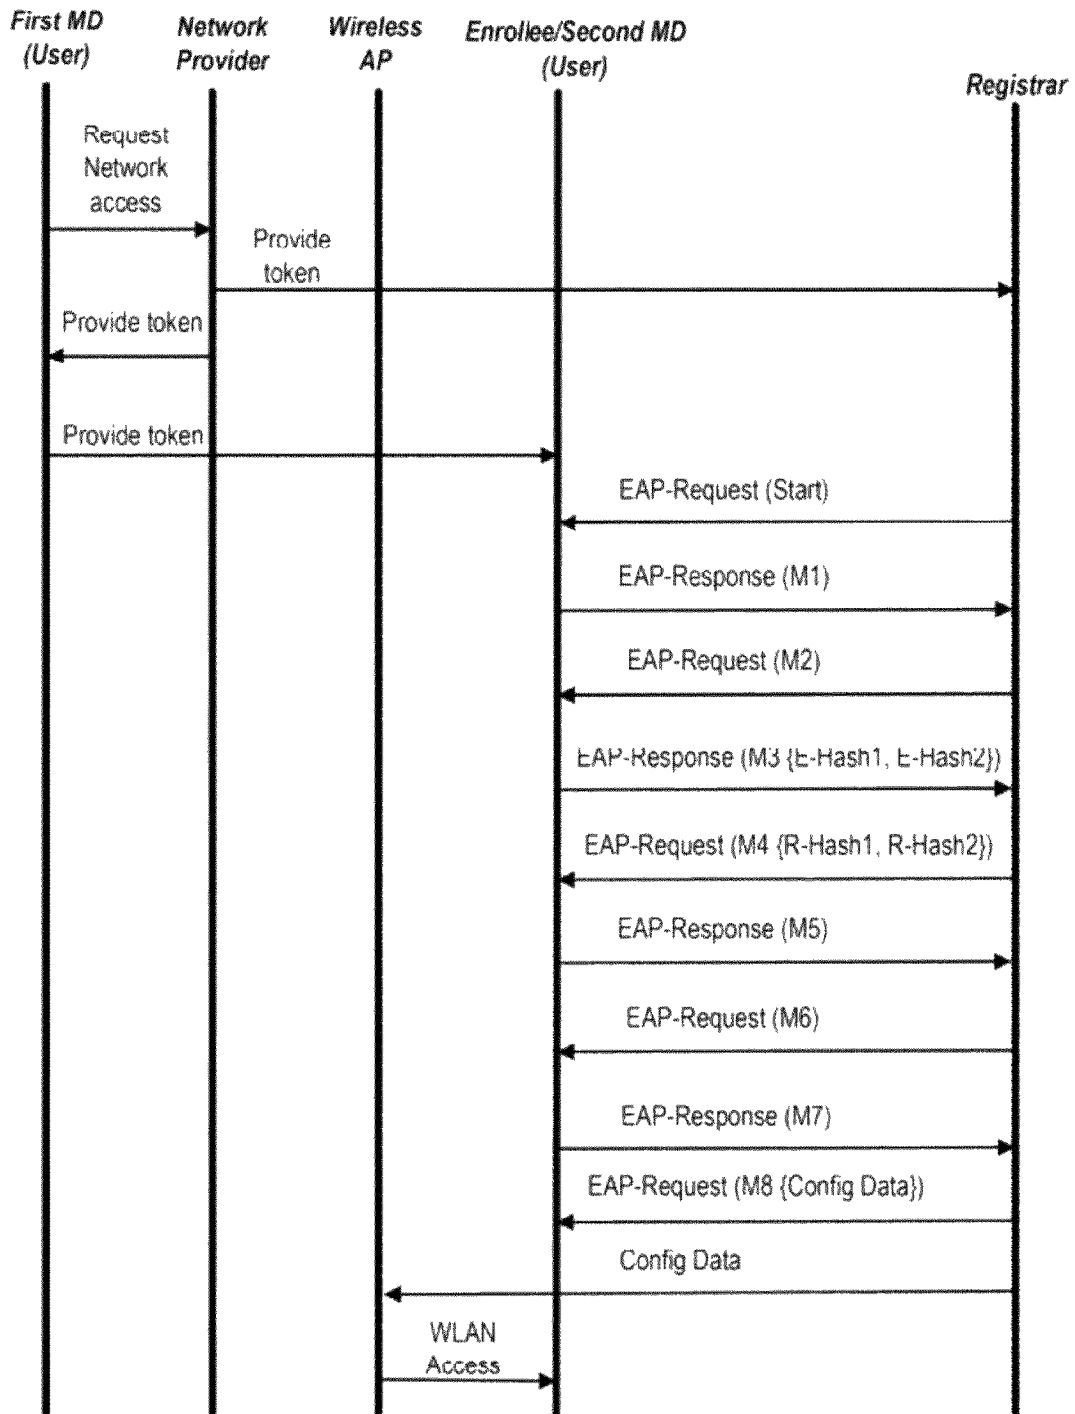 First MD
(User)
Network
Provider
Wireless
AP
Enrollee/Second MD
(User)
Registrar
Request
Network
access
Provide
token
Provide token
Provide token
EAP-Request (Start)
EAP-Response (M1)
EAP-Request (M2)
EAP-Response (M3 {E-Hash1, E-Hash2})
EAP-Request (M4 {R-Hash1, R-Hash2})
EAP-Response (M5)
EAP-Request (M6)
EAP-Response (M7)
EAP-Request (M8 {Config Data})
Config Data
WLAN
Access